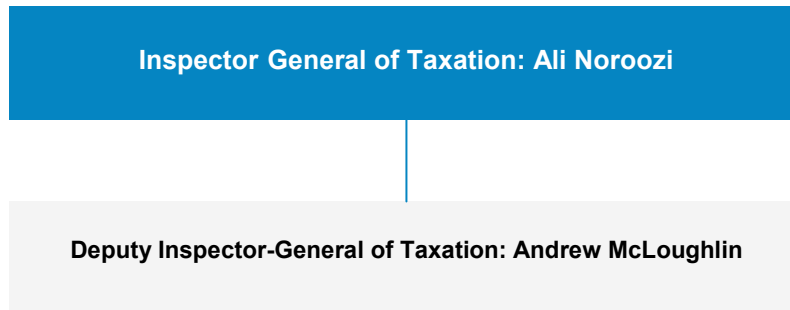 Inspector General of Taxation: Ali Noroozi
Deputy Inspector-General of Taxation: Andrew McLoughlin